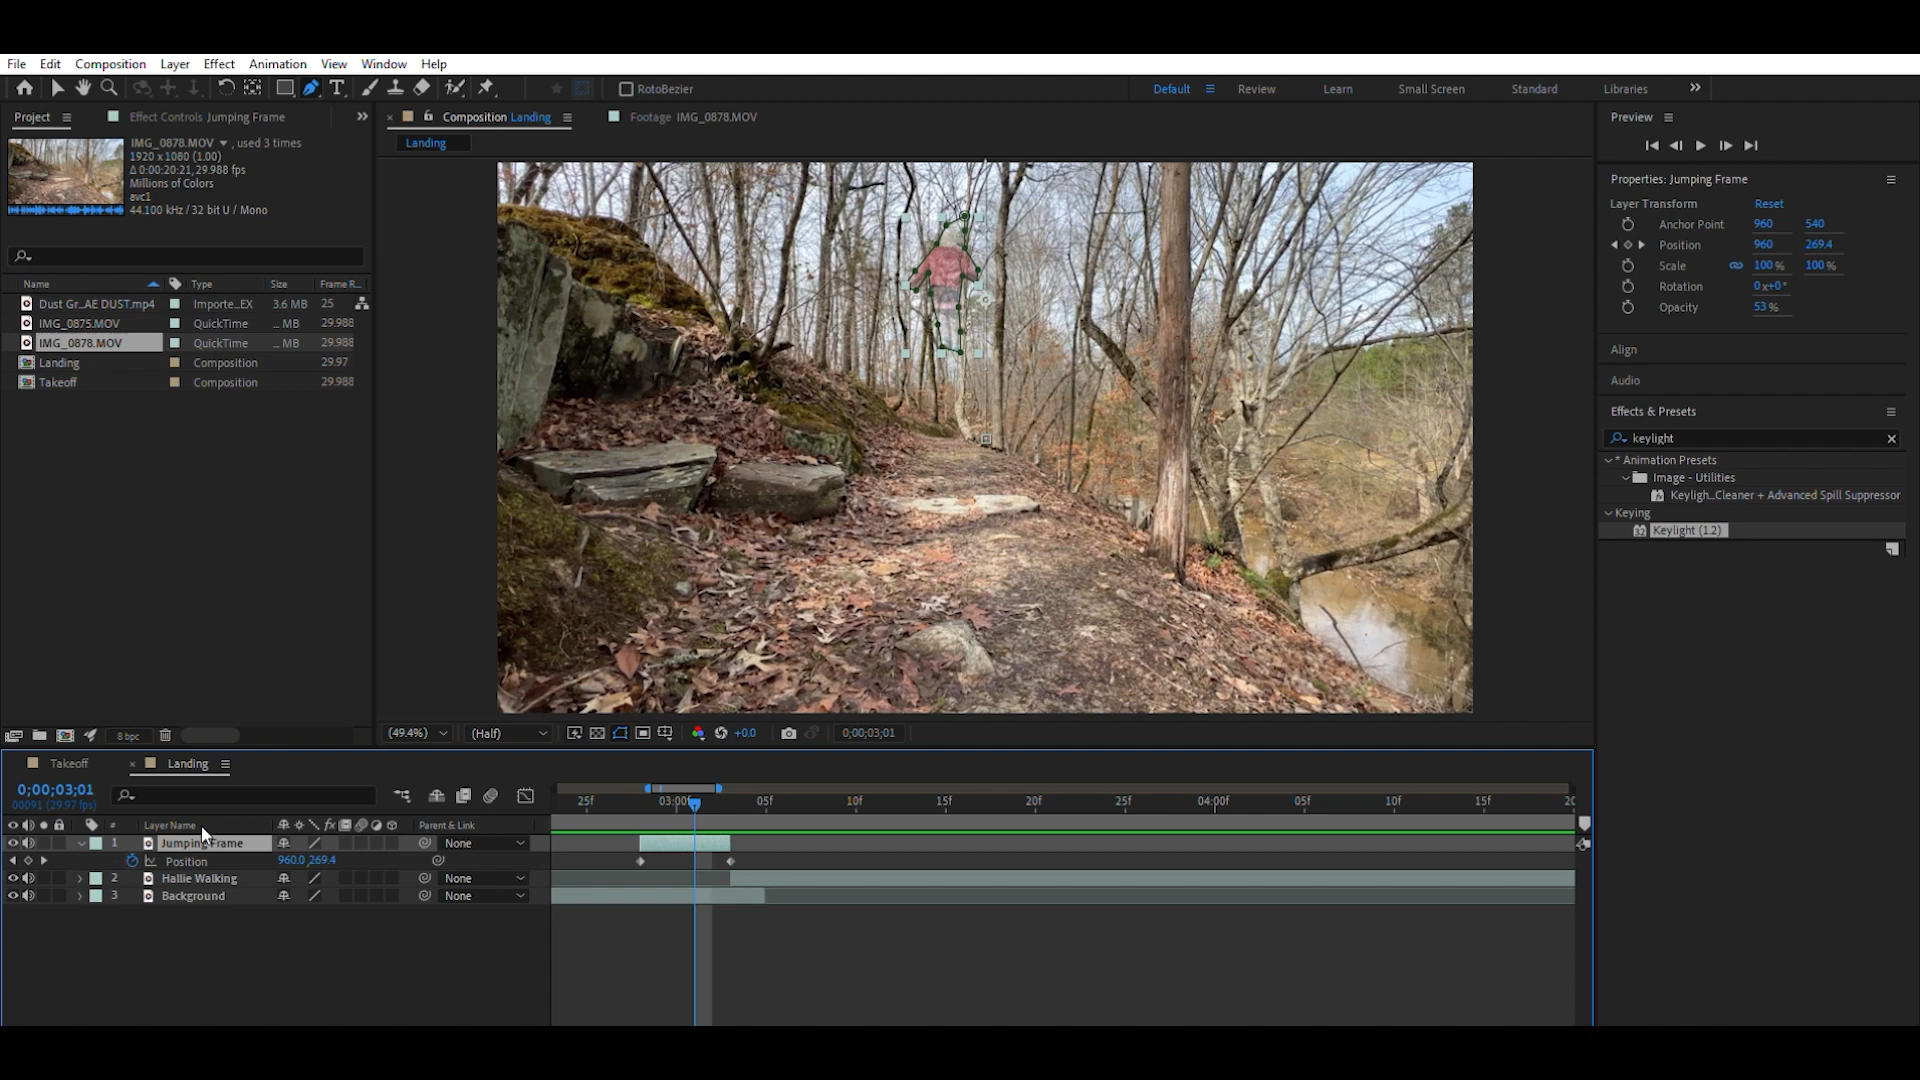 File Edit Composition Layer Effect Animation View Window Help
RotoBezier
Default Review Learn Small Screen Standard Libraries
Project Effect Controls Jumping Frame
Composition Landing Footage IMG_0878.MOV
Landing
IMG_0878.MOV , used 3 times
1920 x 1080 (1.00)
Δ 0:00:20:21, 29.988 fps
Millions of Colors
avc1
44.100 kHz / 32 bit U / Mono
Name Type Size Frame R...
Dust Gr...AE DUST.mp4 Importe...EX 3.6 MB 25
IMG_0875.MOV QuickTime ... MB 29.988
IMG_0878.MOV QuickTime ... MB 29.988
Landing Composition 29.97
Takeoff Composition 29.988
8 bpc
(49.4%) (Half) +0.0 0;00;03;01
Preview
Properties: Jumping Frame
Layer Transform Reset
Anchor Point 960 540
Position 960 269.4
Scale 100 % 100 %
Rotation 0x+0°
Opacity 53 %
Align
Audio
Effects & Presets
keylight
* Animation Presets
Image - Utilities
Keyligh...Cleaner + Advanced Spill Suppressor
Keying
Keylight (1.2)
Takeoff Landing
0;00;03;01
00091 (29.97 fps)
25f 03:00f 05f 10f 15f 20f 25f 04:00f 05f 10f 15f 20
# Layer Name Parent & Link
1 Jumping Frame None
Position 960.0,269.4
2 Hallie Walking None
3 Background None